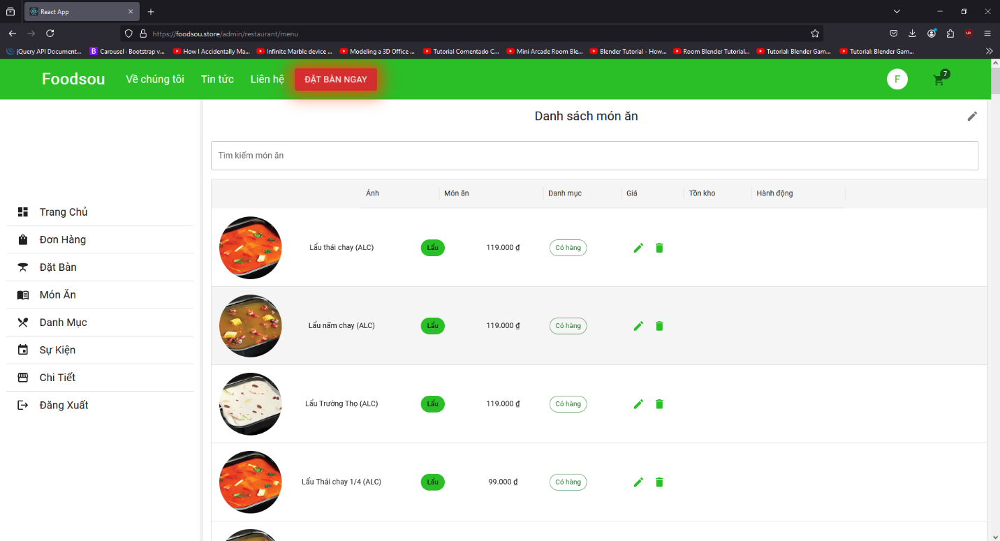 React App
https://foodsou.store/admin/restaurant/menu
jQuery API Document... Carousel - Bootstrap v... How I Accidentally Ma... Infinite Marble device ... Modeling a 3D Office ... Tutorial Comentado C... Mini Arcade Room Ble... Blender Tutorial - How... Room Blender Tutorial... Tutorial: Blender Gam... Tutorial: Blender Gam...
Foodsou Về chúng tôi Tin tức Liên hệ ĐẶT BÀN NGAY F 7
Danh sách món ăn
Tìm kiếm món ăn
Ảnh Món ăn Danh mục Giá Tồn kho Hành động
Trang Chủ
Đơn Hàng
Đặt Bàn
Món Ăn
Danh Mục
Sự Kiện
Chi Tiết
Đăng Xuất
Lẩu thái chay (ALC) Lẩu 119.000 ₫ Có hàng
Lẩu nấm chay (ALC) Lẩu 119.000 ₫ Có hàng
Lẩu Trường Thọ (ALC) Lẩu 119.000 ₫ Có hàng
Lẩu Thái chay 1/4 (ALC) Lẩu 99.000 ₫ Có hàng